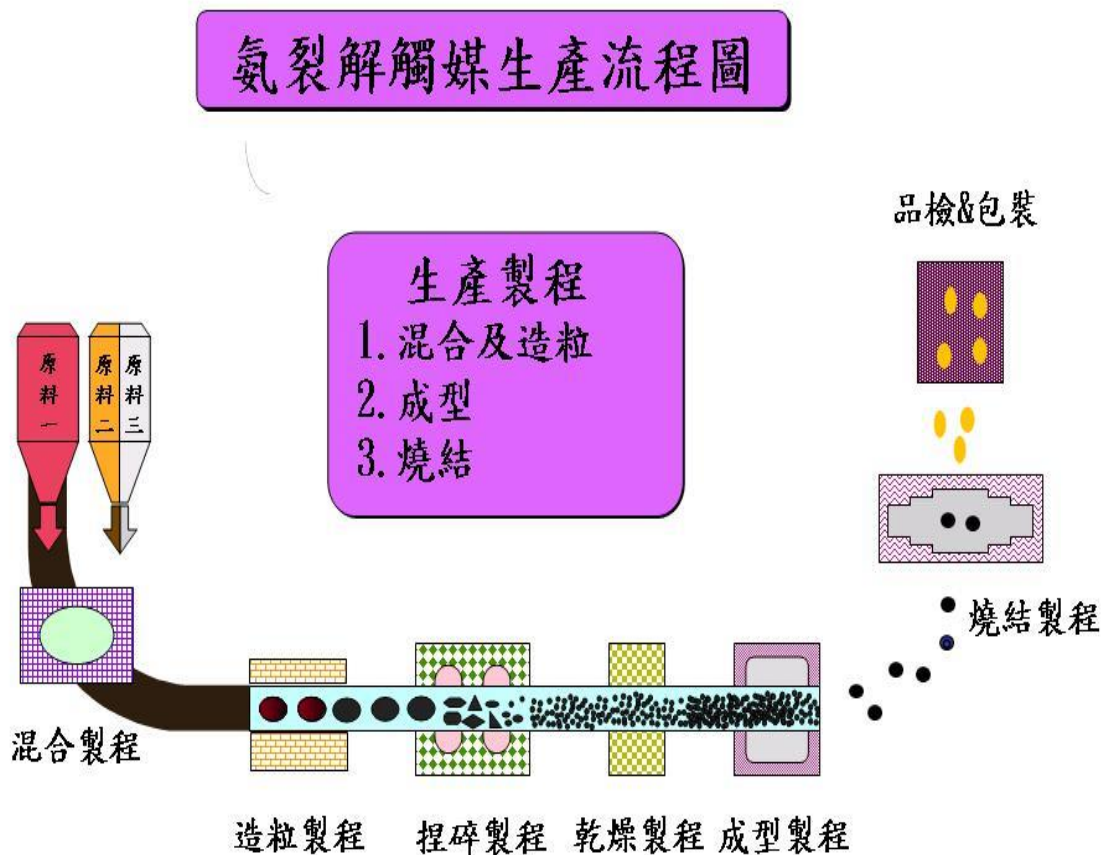 氨裂解觸媒生產流程圖
品檢&包裝
生產製程
1.混合及造粒
2.成型
3.燒結
原料一
原料二
原料三
燒結製程
混合製程
造粒製程
捏碎製程
乾燥製程
成型製程